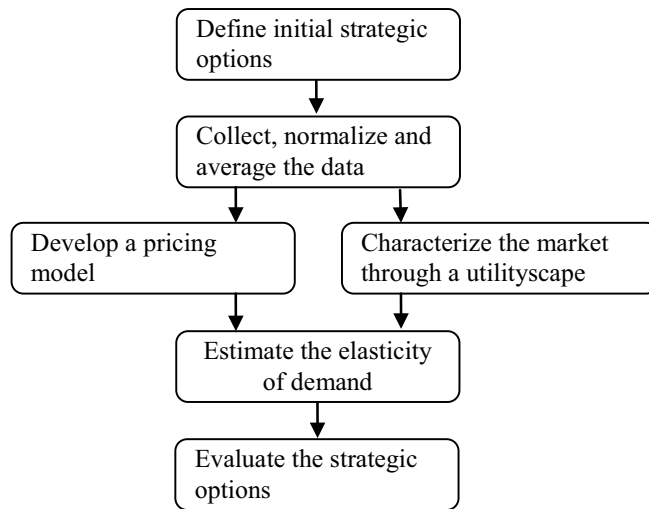 Define initial strategic
options
Collect, normalize and
average the data
Develop a pricing
model
Characterize the market
through a utilityscape
Estimate the elasticity
of demand
Evaluate the strategic
options